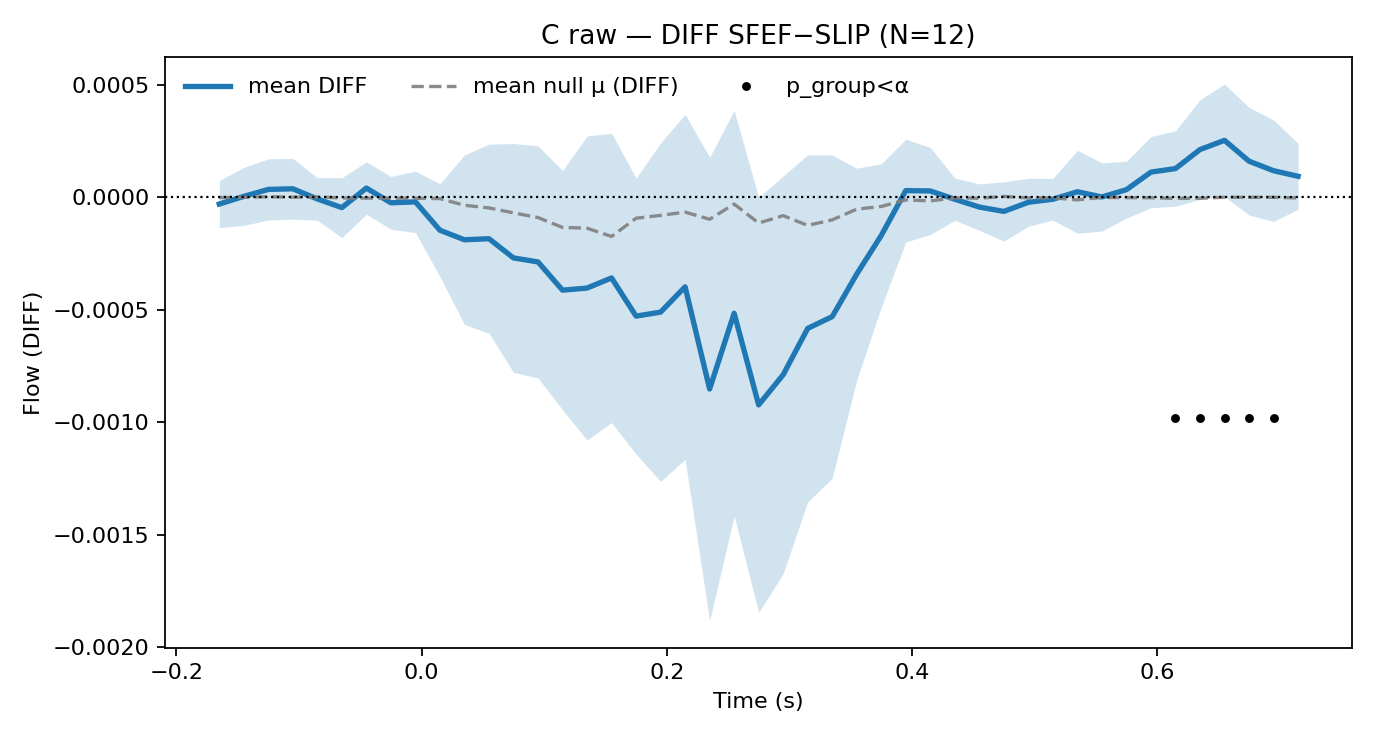 C raw — DIFF SFEF−SLIP (N=12)
mean DIFF
mean null μ (DIFF)
p_group<α
0.0005
0.0000
−0.0005
−0.0010
−0.0015
−0.0020
Flow (DIFF)
−0.2 0.0 0.2 0.4 0.6
Time (s)